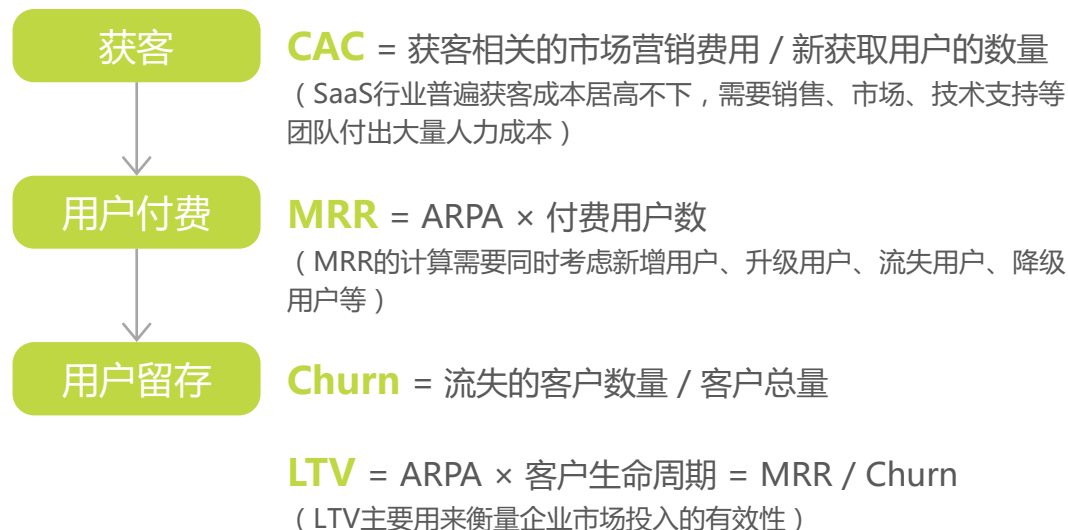 获客
CAC = 获客相关的市场营销费用 / 新获取用户的数量
（SaaS行业普遍获客成本居高不下，需要销售、市场、技术支持等
团队付出大量人力成本）
用户付费
MRR = ARPA × 付费用户数
（MRR的计算需要同时考虑新增用户、升级用户、流失用户、降级
用户等）
用户留存
Churn = 流失的客户数量 / 客户总量
LTV = ARPA × 客户生命周期 = MRR / Churn
（LTV主要用来衡量企业市场投入的有效性）